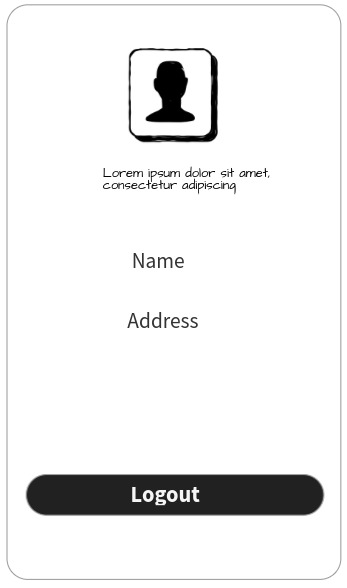 Lorem ipsum dolor sit amet,
consectetur adipiscing
Name
Address
Logout